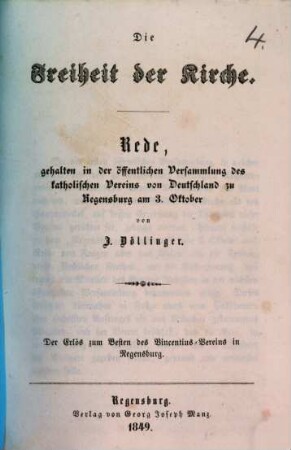 Die
4.
Freiheit der Kirche.
Rede,
gehalten in der öffentlichen Versammlung des
katholischen Vereins von Deutschland zu
Regensburg am 3. Oktober
von
J. Döllinger.
Der Erlös zum Besten des Vincentius-Vereins in
Regensburg.
Regensburg.
Verlag von Georg Joseph Manz.
1849.